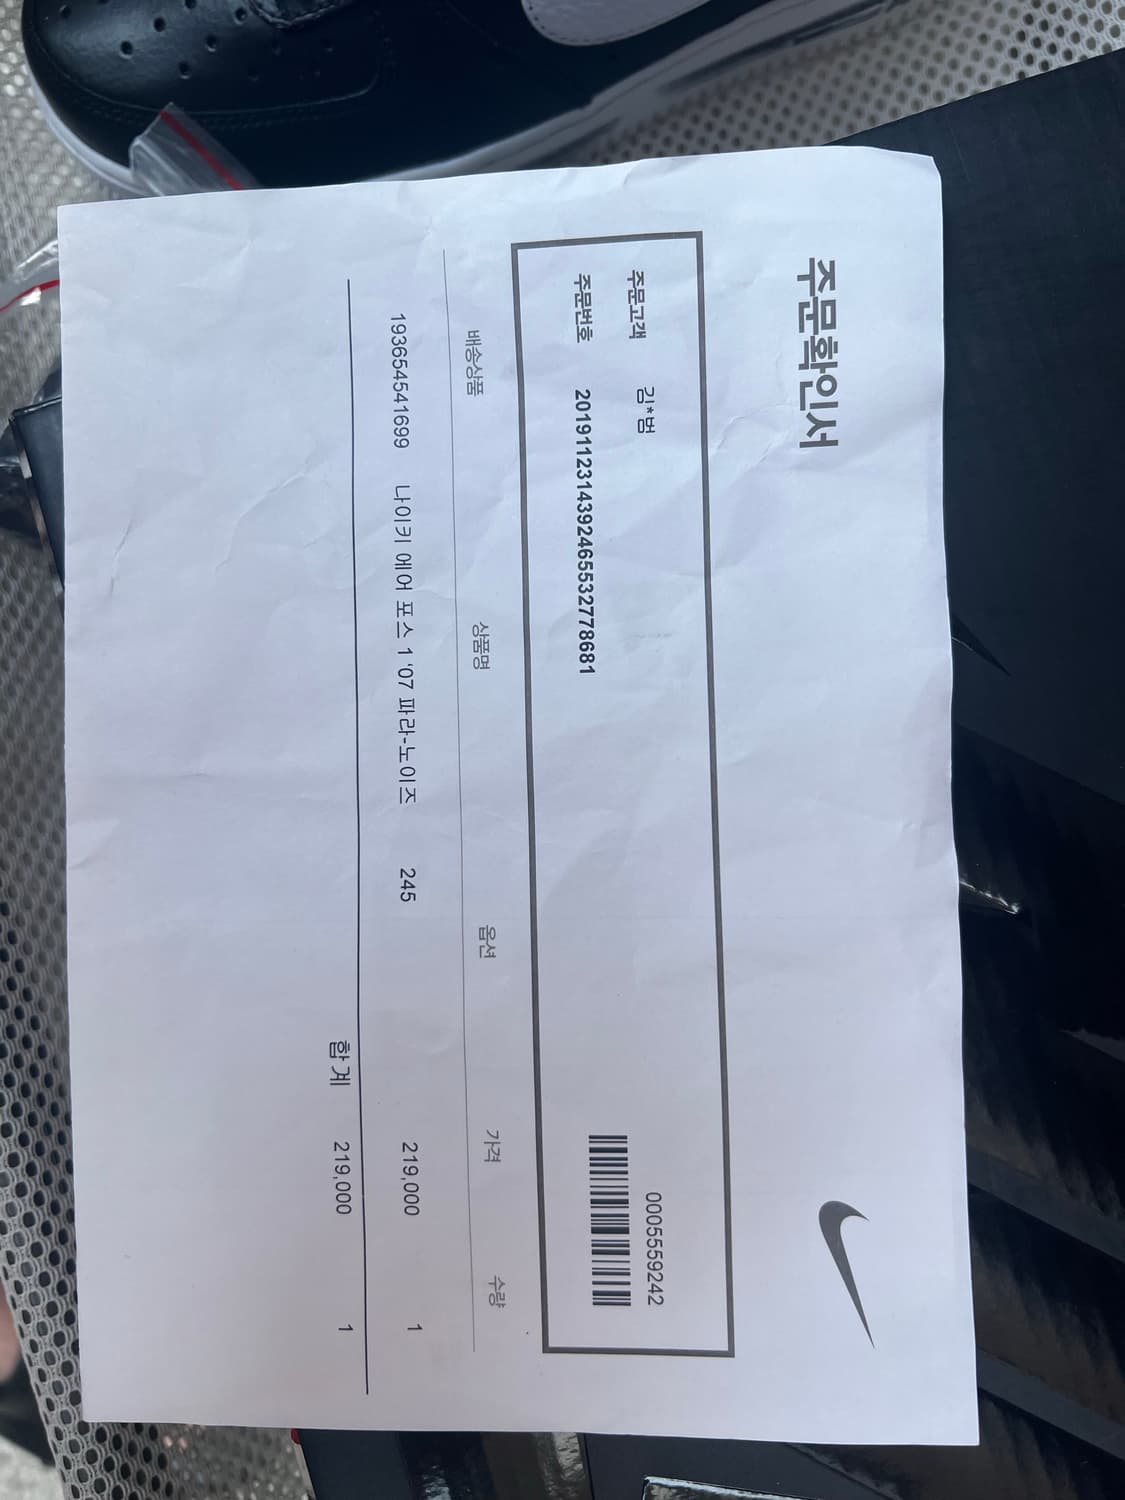 주문확인서
주문고객 김*범 0005559242
주문번호 2019112314392465532778681
배송상품 상품명 옵션 가격 수량
193654541699 나이키 에어 포스 1 '07 파라-노이즈 245 219,000 1
합계 219,000 1